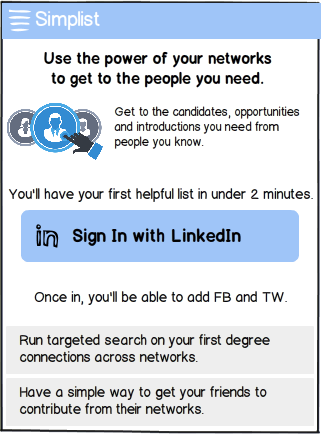 Simplist
Use the power of your networks
to get to the people you need.
Get to the candidates, opportunities
and introductions you need from
people you know.
You'll have your first helpful list in under 2 minutes.
in Sign In with LinkedIn
Once in, you'll be able to add FB and TW.
Run targeted search on your first degree
connections across networks.
Have a simple way to get your friends to
contribute from their networks.